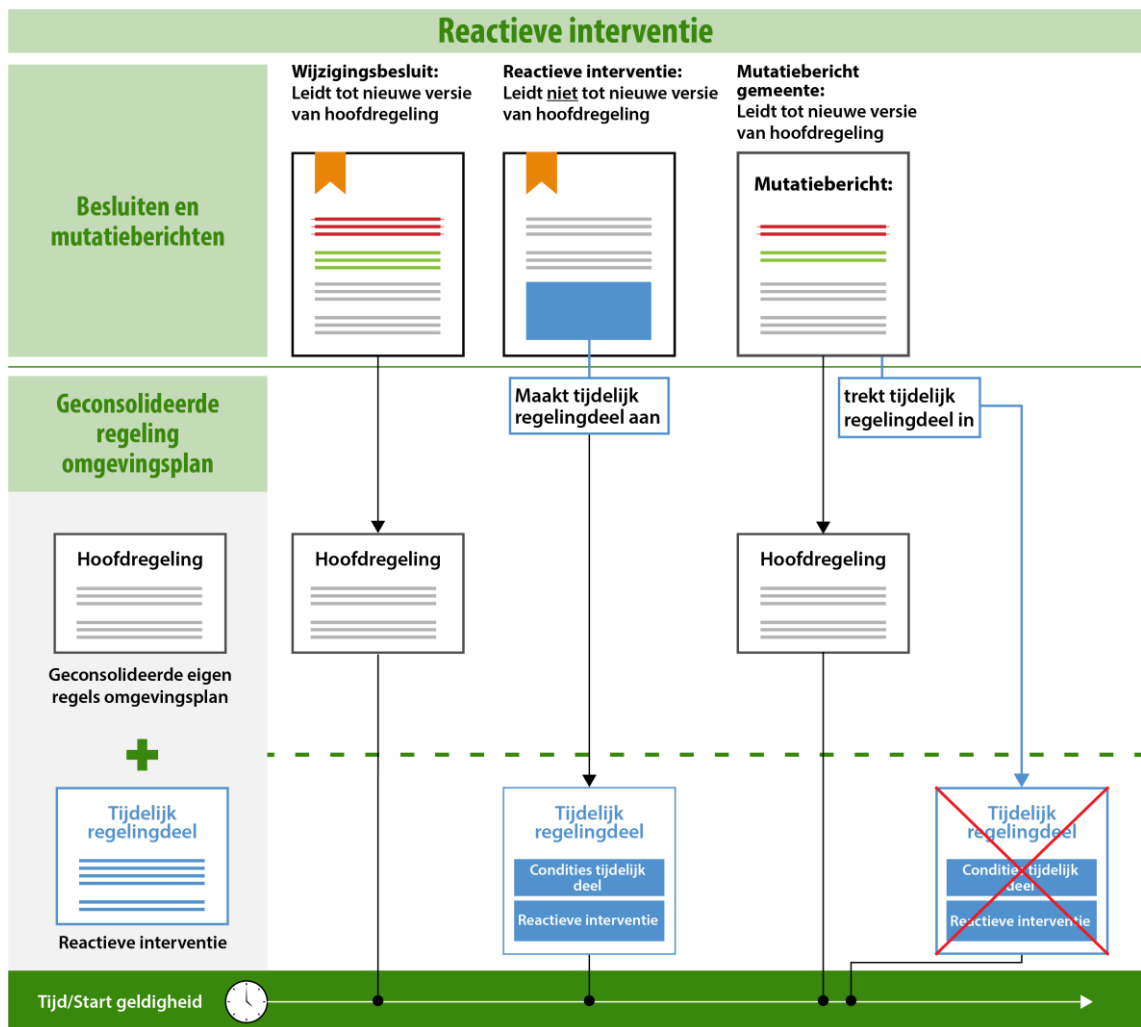 Reactieve interventie
Besluiten en
mutatieberichten
Wijzigingsbesluit:
Leidt tot nieuwe versie
van hoofdregeling
Reactieve interventie:
Leidt niet tot nieuwe versie
van hoofdregeling
Mutatiebericht
gemeente:
Leidt tot nieuwe versie
van hoofdregeling
Mutatiebericht:
Geconsolideerde
regeling
omgevingsplan
Maakt tijdelijk
regelingdeel aan
trekt tijdelijk
regelingdeel in
Hoofdregeling
Geconsolideerde eigen
regels omgevingsplan
Hoofdregeling
Hoofdregeling
Tijdelijk
regelingdeel
Reactieve interventie
Tijdelijk
regelingdeel
Condities tijdelijk
deel
Reactieve interventie
Tijdelijk
regelingdeel
Condities tijdelijk
deel
Reactieve interventie
Tijd/Start geldigheid